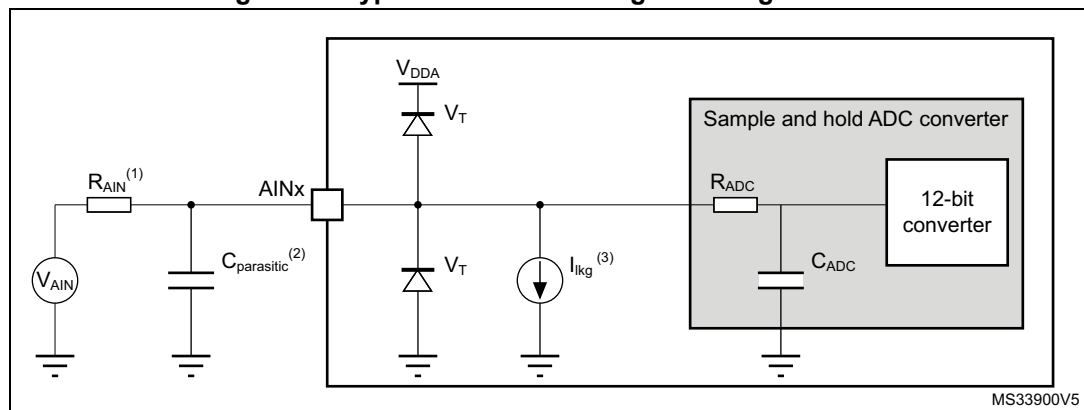 V_DDA
V_T
Sample and hold ADC converter
R_AIN^(1)
AINx
R_ADC
12-bit
converter
C_parasitic^(2)
V_T
I_lkg^(3)
C_ADC
V_AIN
MS33900V5